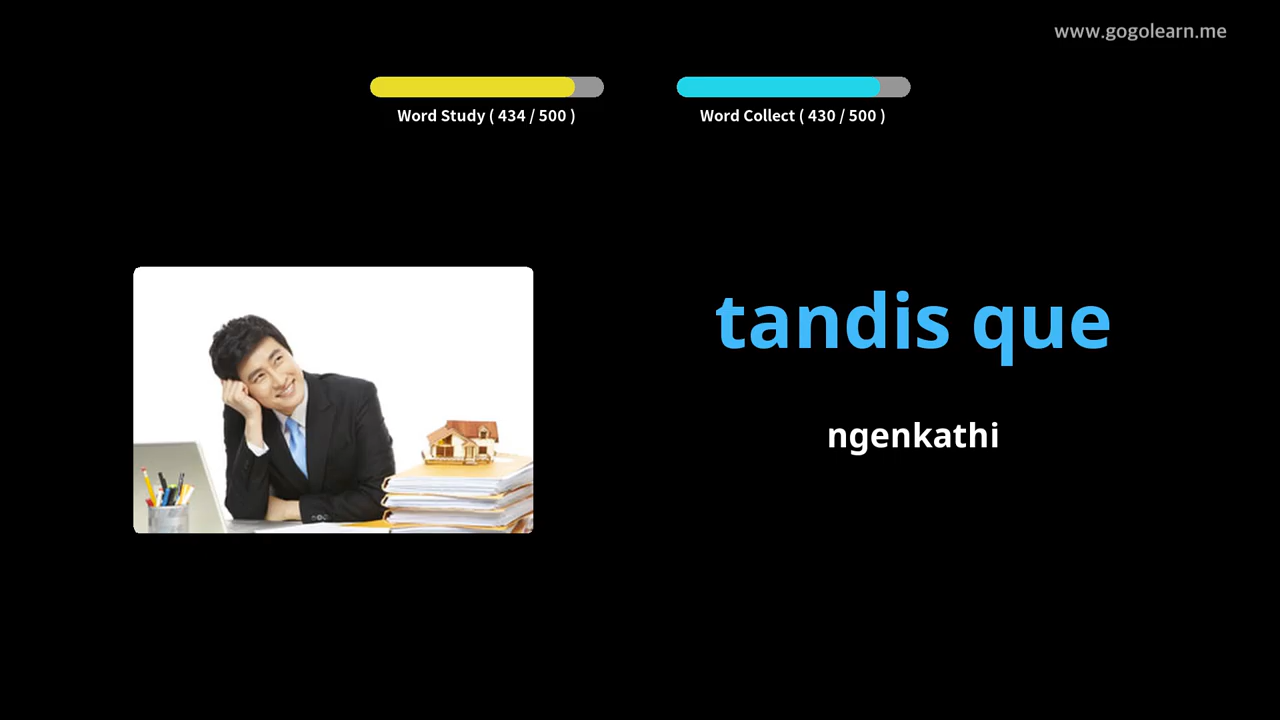 www.gogolearn.me
Word Study ( 434 / 500 )
Word Collect ( 430 / 500 )
tandis que
ngenkathi